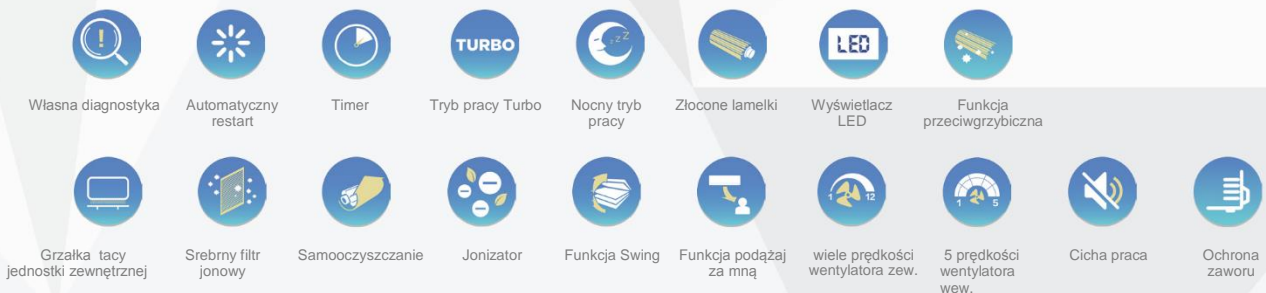 !
TURBO
z z Z
LED
Własna diagnostyka
Automatyczny
restart
Timer
Tryb pracy Turbo
Nocny tryb
pracy
Złocone lamelki
Wyświetlacz
LED
Funkcja
przeciwgrzybiczna
1 12
1 5
Grzałka tacy
jednostki zewnętrznej
Srebrny filtr
jonowy
Samooczyszczanie
Jonizator
Funkcja Swing
Funkcja podążaj
za mną
wiele prędkości
wentylatora zew.
5 prędkości
wentylatora
wew.
Cicha praca
Ochrona
zaworu